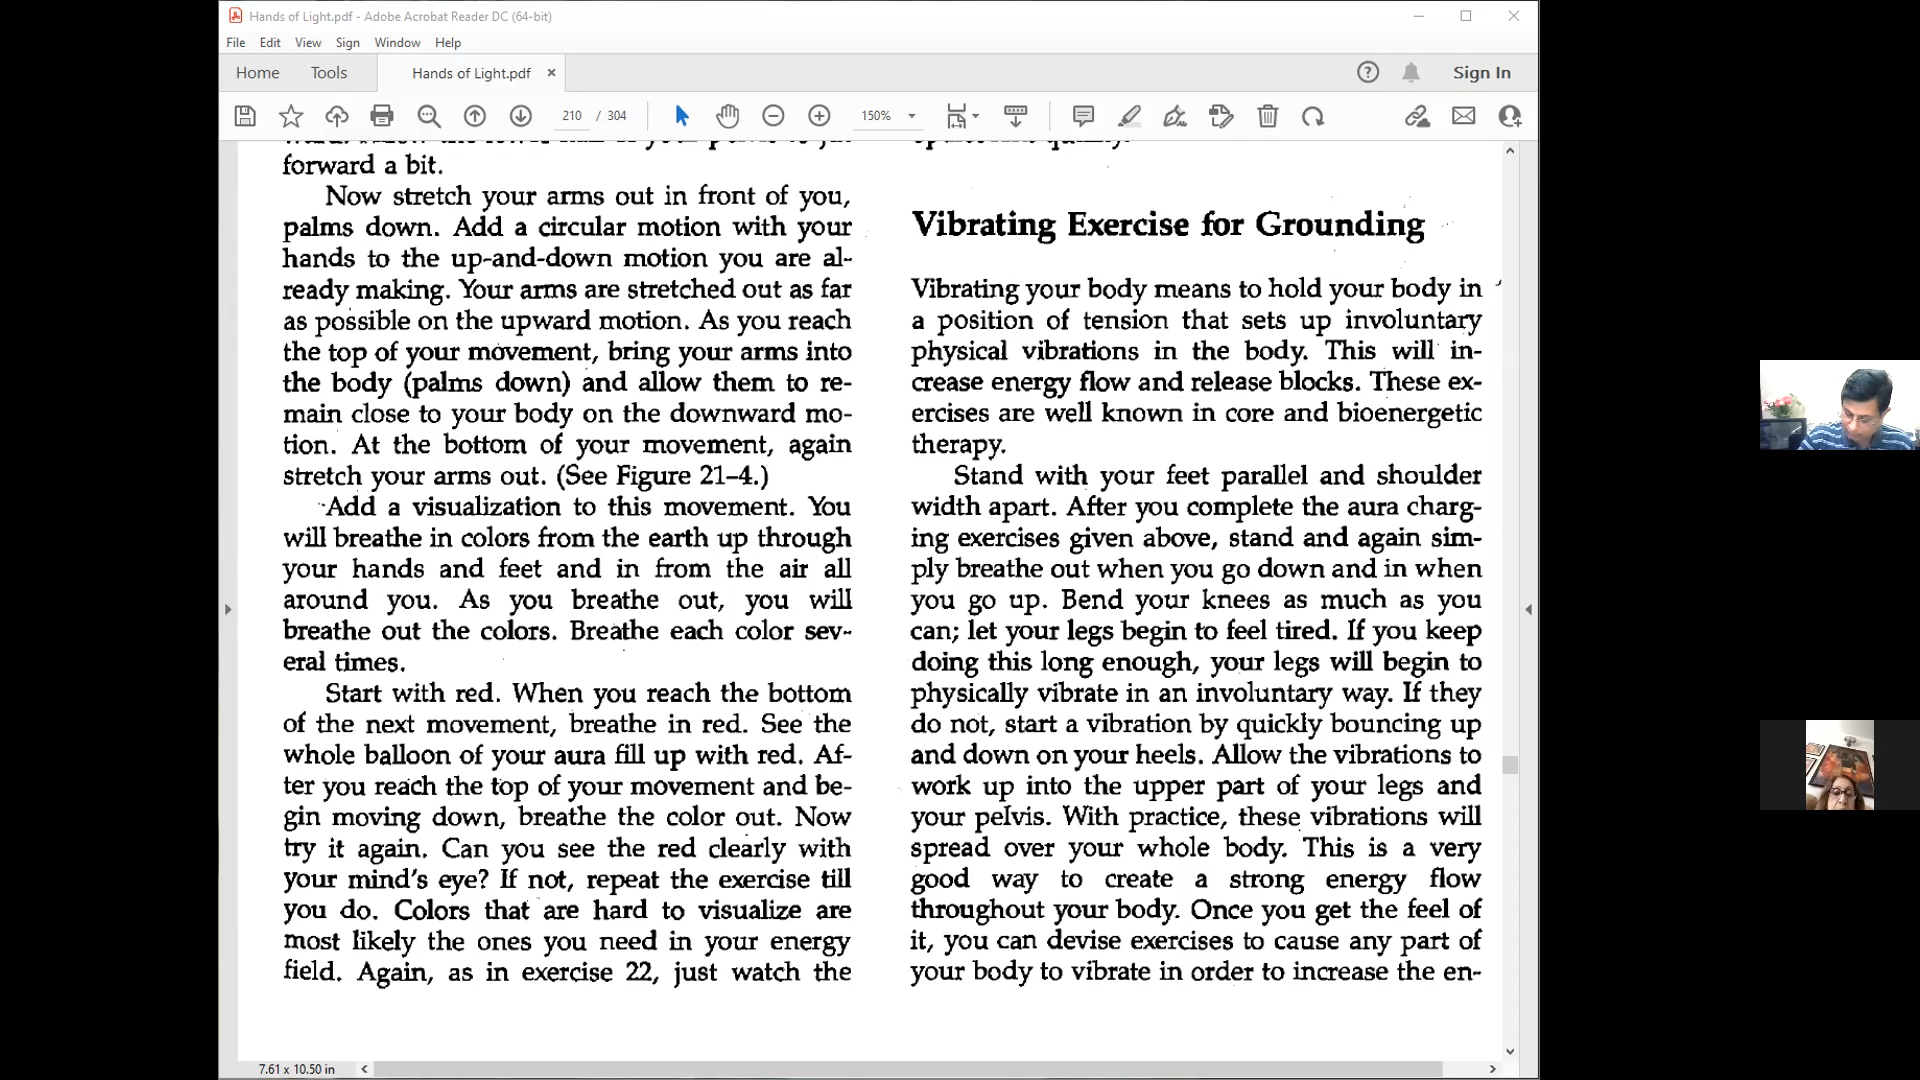 Hands of Light.pdf - Adobe Acrobat Reader DC (64-bit)
File Edit View Sign Window Help
Home Tools Hands of Light.pdf × Sign In
210 / 304 150%
forward a bit.
Now stretch your arms out in front of you,
palms down. Add a circular motion with your
hands to the up-and-down motion you are al-
ready making. Your arms are stretched out as far
as possible on the upward motion. As you reach
the top of your movement, bring your arms into
the body (palms down) and allow them to re-
main close to your body on the downward mo-
tion. At the bottom of your movement, again
stretch your arms out. (See Figure 21–4.)
Add a visualization to this movement. You
will breathe in colors from the earth up through
your hands and feet and in from the air all
around you. As you breathe out, you will
breathe out the colors. Breathe each color sev-
eral times.
Start with red. When you reach the bottom
of the next movement, breathe in red. See the
whole balloon of your aura fill up with red. Af-
ter you reach the top of your movement and be-
gin moving down, breathe the color out. Now
try it again. Can you see the red clearly with
your mind's eye? If not, repeat the exercise till
you do. Colors that are hard to visualize are
most likely the ones you need in your energy
field. Again, as in exercise 22, just watch the
Vibrating Exercise for Grounding
Vibrating your body means to hold your body in
a position of tension that sets up involuntary
physical vibrations in the body. This will in-
crease energy flow and release blocks. These ex-
ercises are well known in core and bioenergetic
therapy.
Stand with your feet parallel and shoulder
width apart. After you complete the aura charg-
ing exercises given above, stand and again sim-
ply breathe out when you go down and in when
you go up. Bend your knees as much as you
can; let your legs begin to feel tired. If you keep
doing this long enough, your legs will begin to
physically vibrate in an involuntary way. If they
do not, start a vibration by quickly bouncing up
and down on your heels. Allow the vibrations to
work up into the upper part of your legs and
your pelvis. With practice, these vibrations will
spread over your whole body. This is a very
good way to create a strong energy flow
throughout your body. Once you get the feel of
it, you can devise exercises to cause any part of
your body to vibrate in order to increase the en-
7.61 x 10.50 in